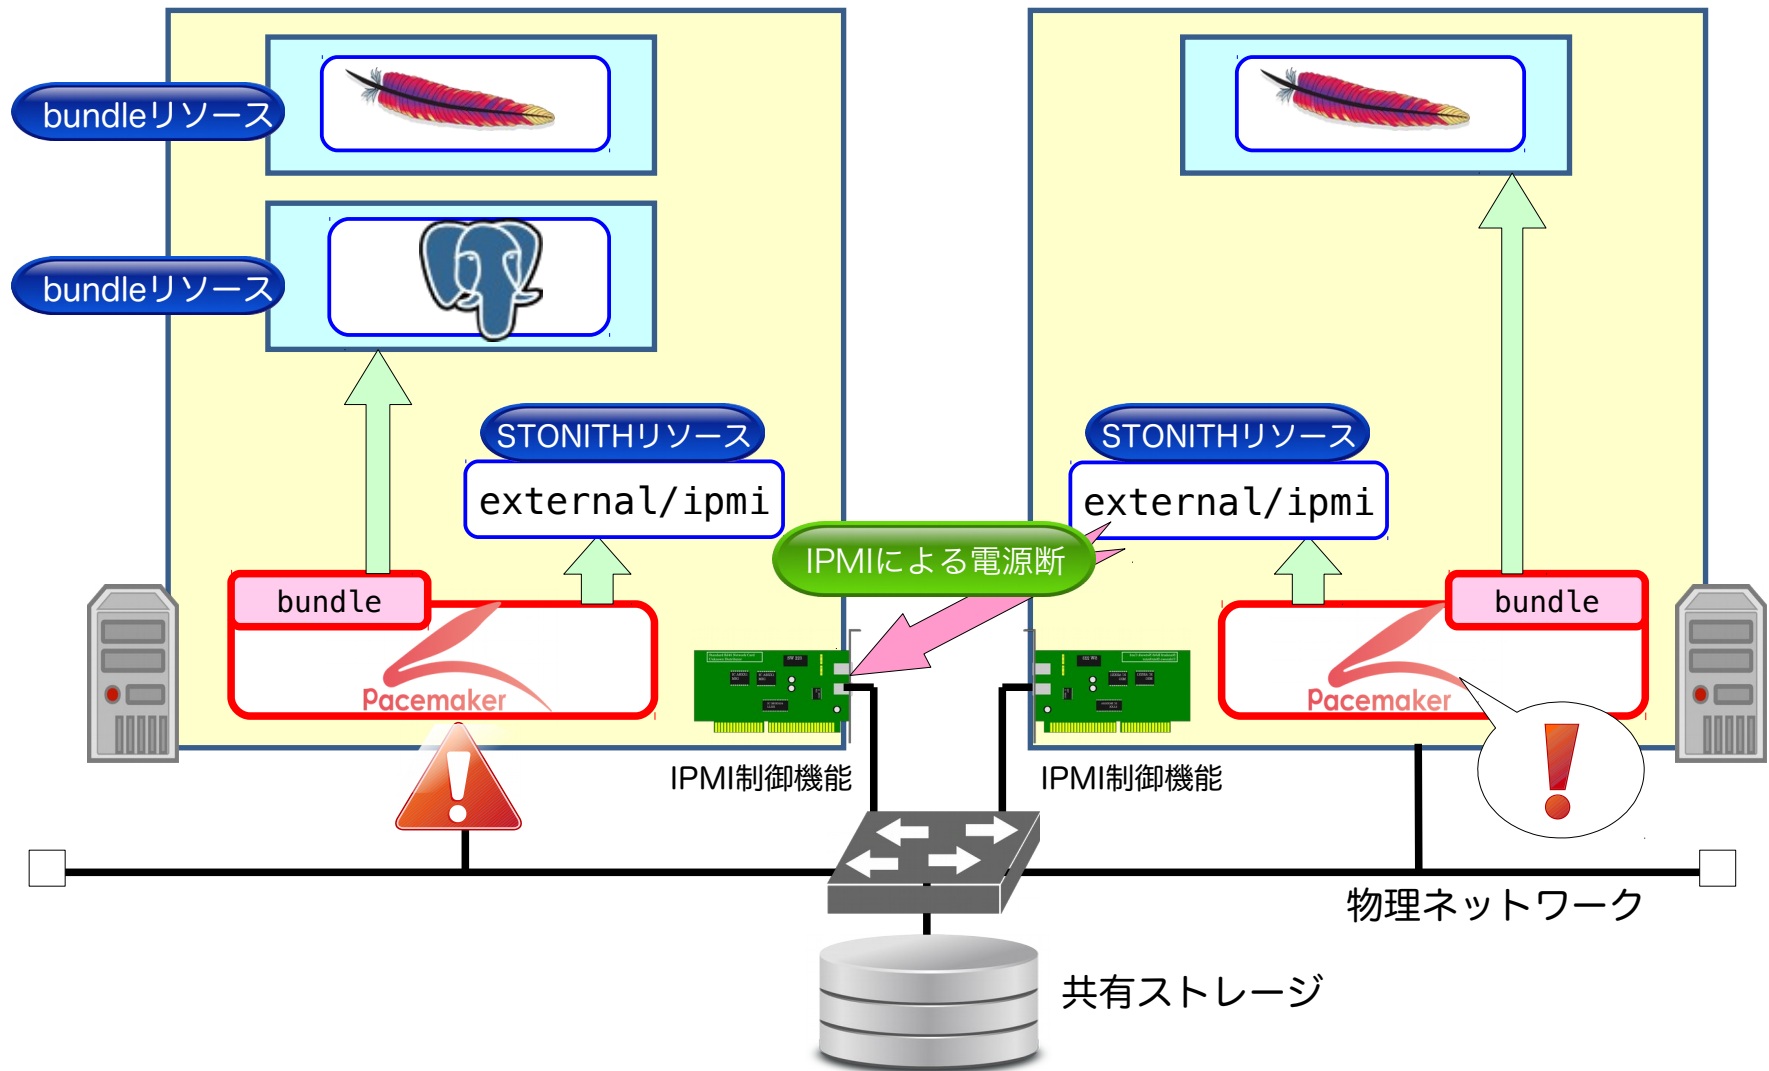 bundleリソース
bundleリソース
STONITHリソース
external/ipmi
STONITHリソース
external/ipmi
IPMIによる電源断
bundle
Pacemaker
bundle
Pacemaker
IPMI制御機能
IPMI制御機能
物理ネットワーク
共有ストレージ